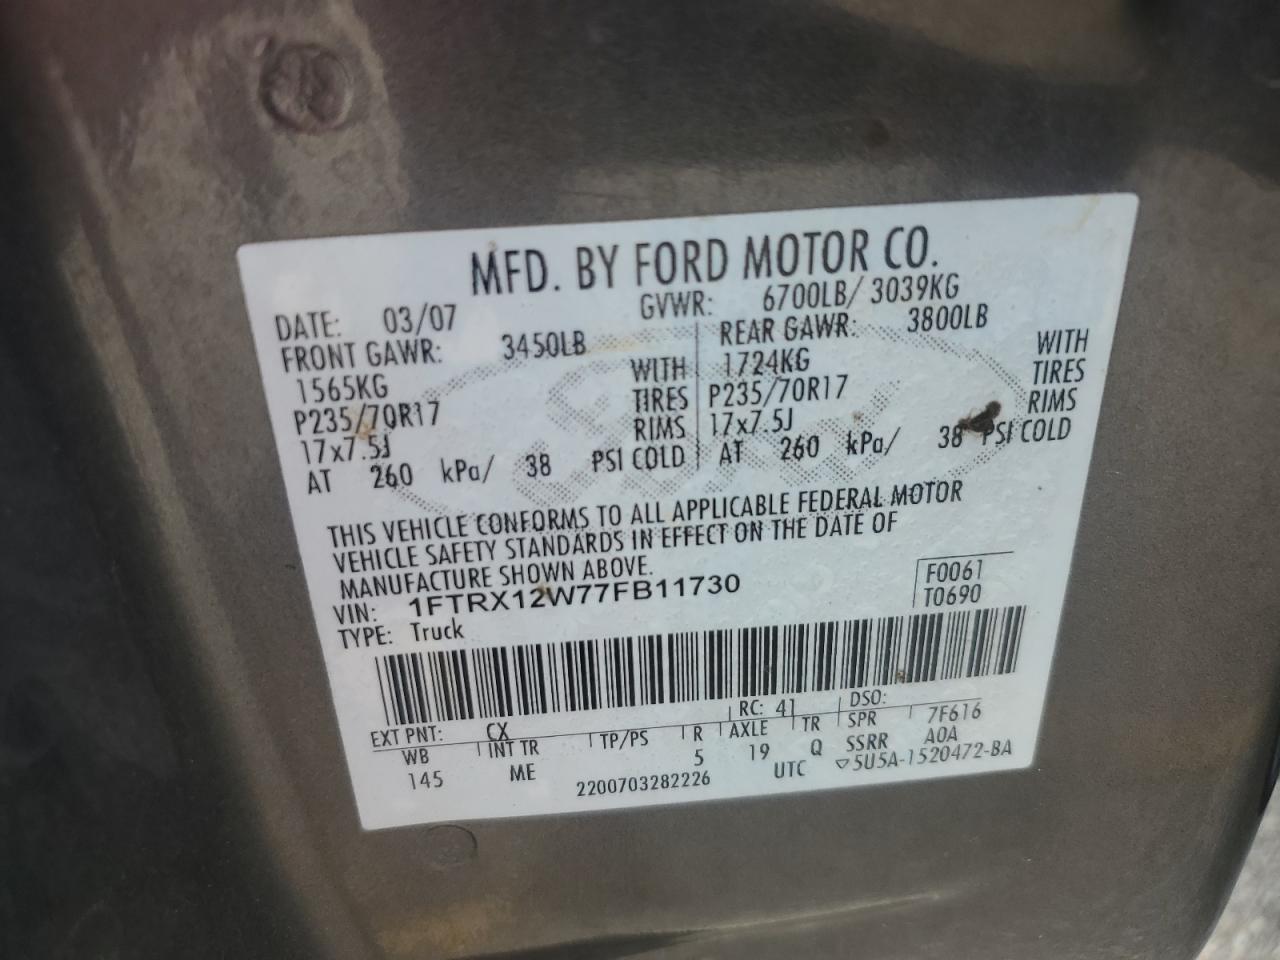 MFD. BY FORD MOTOR CO.
DATE: 03/07 GVWR: 6700LB/ 3039KG
FRONT GAWR: 3450LB REAR GAWR: 3800LB
1565KG WITH 1724KG WITH
P235/70R17 TIRES P235/70R17 TIRES
17x7.5J RIMS 17x7.5J RIMS
AT 260 kPa/ 38 PSI COLD AT 260 kPa/ 38 PSI COLD
THIS VEHICLE CONFORMS TO ALL APPLICABLE FEDERAL MOTOR
VEHICLE SAFETY STANDARDS IN EFFECT ON THE DATE OF
MANUFACTURE SHOWN ABOVE.
VIN: 1FTRX12W77FB11730 F0061
TYPE: Truck T0690
EXT PNT: CX RC: 41 DSO:
WB INT TR TP/PS R AXLE TR SPR 7F616
145 ME 5 19 Q SSRR A0A
2200703282226 UTC ▽5U5A-1520472-BA